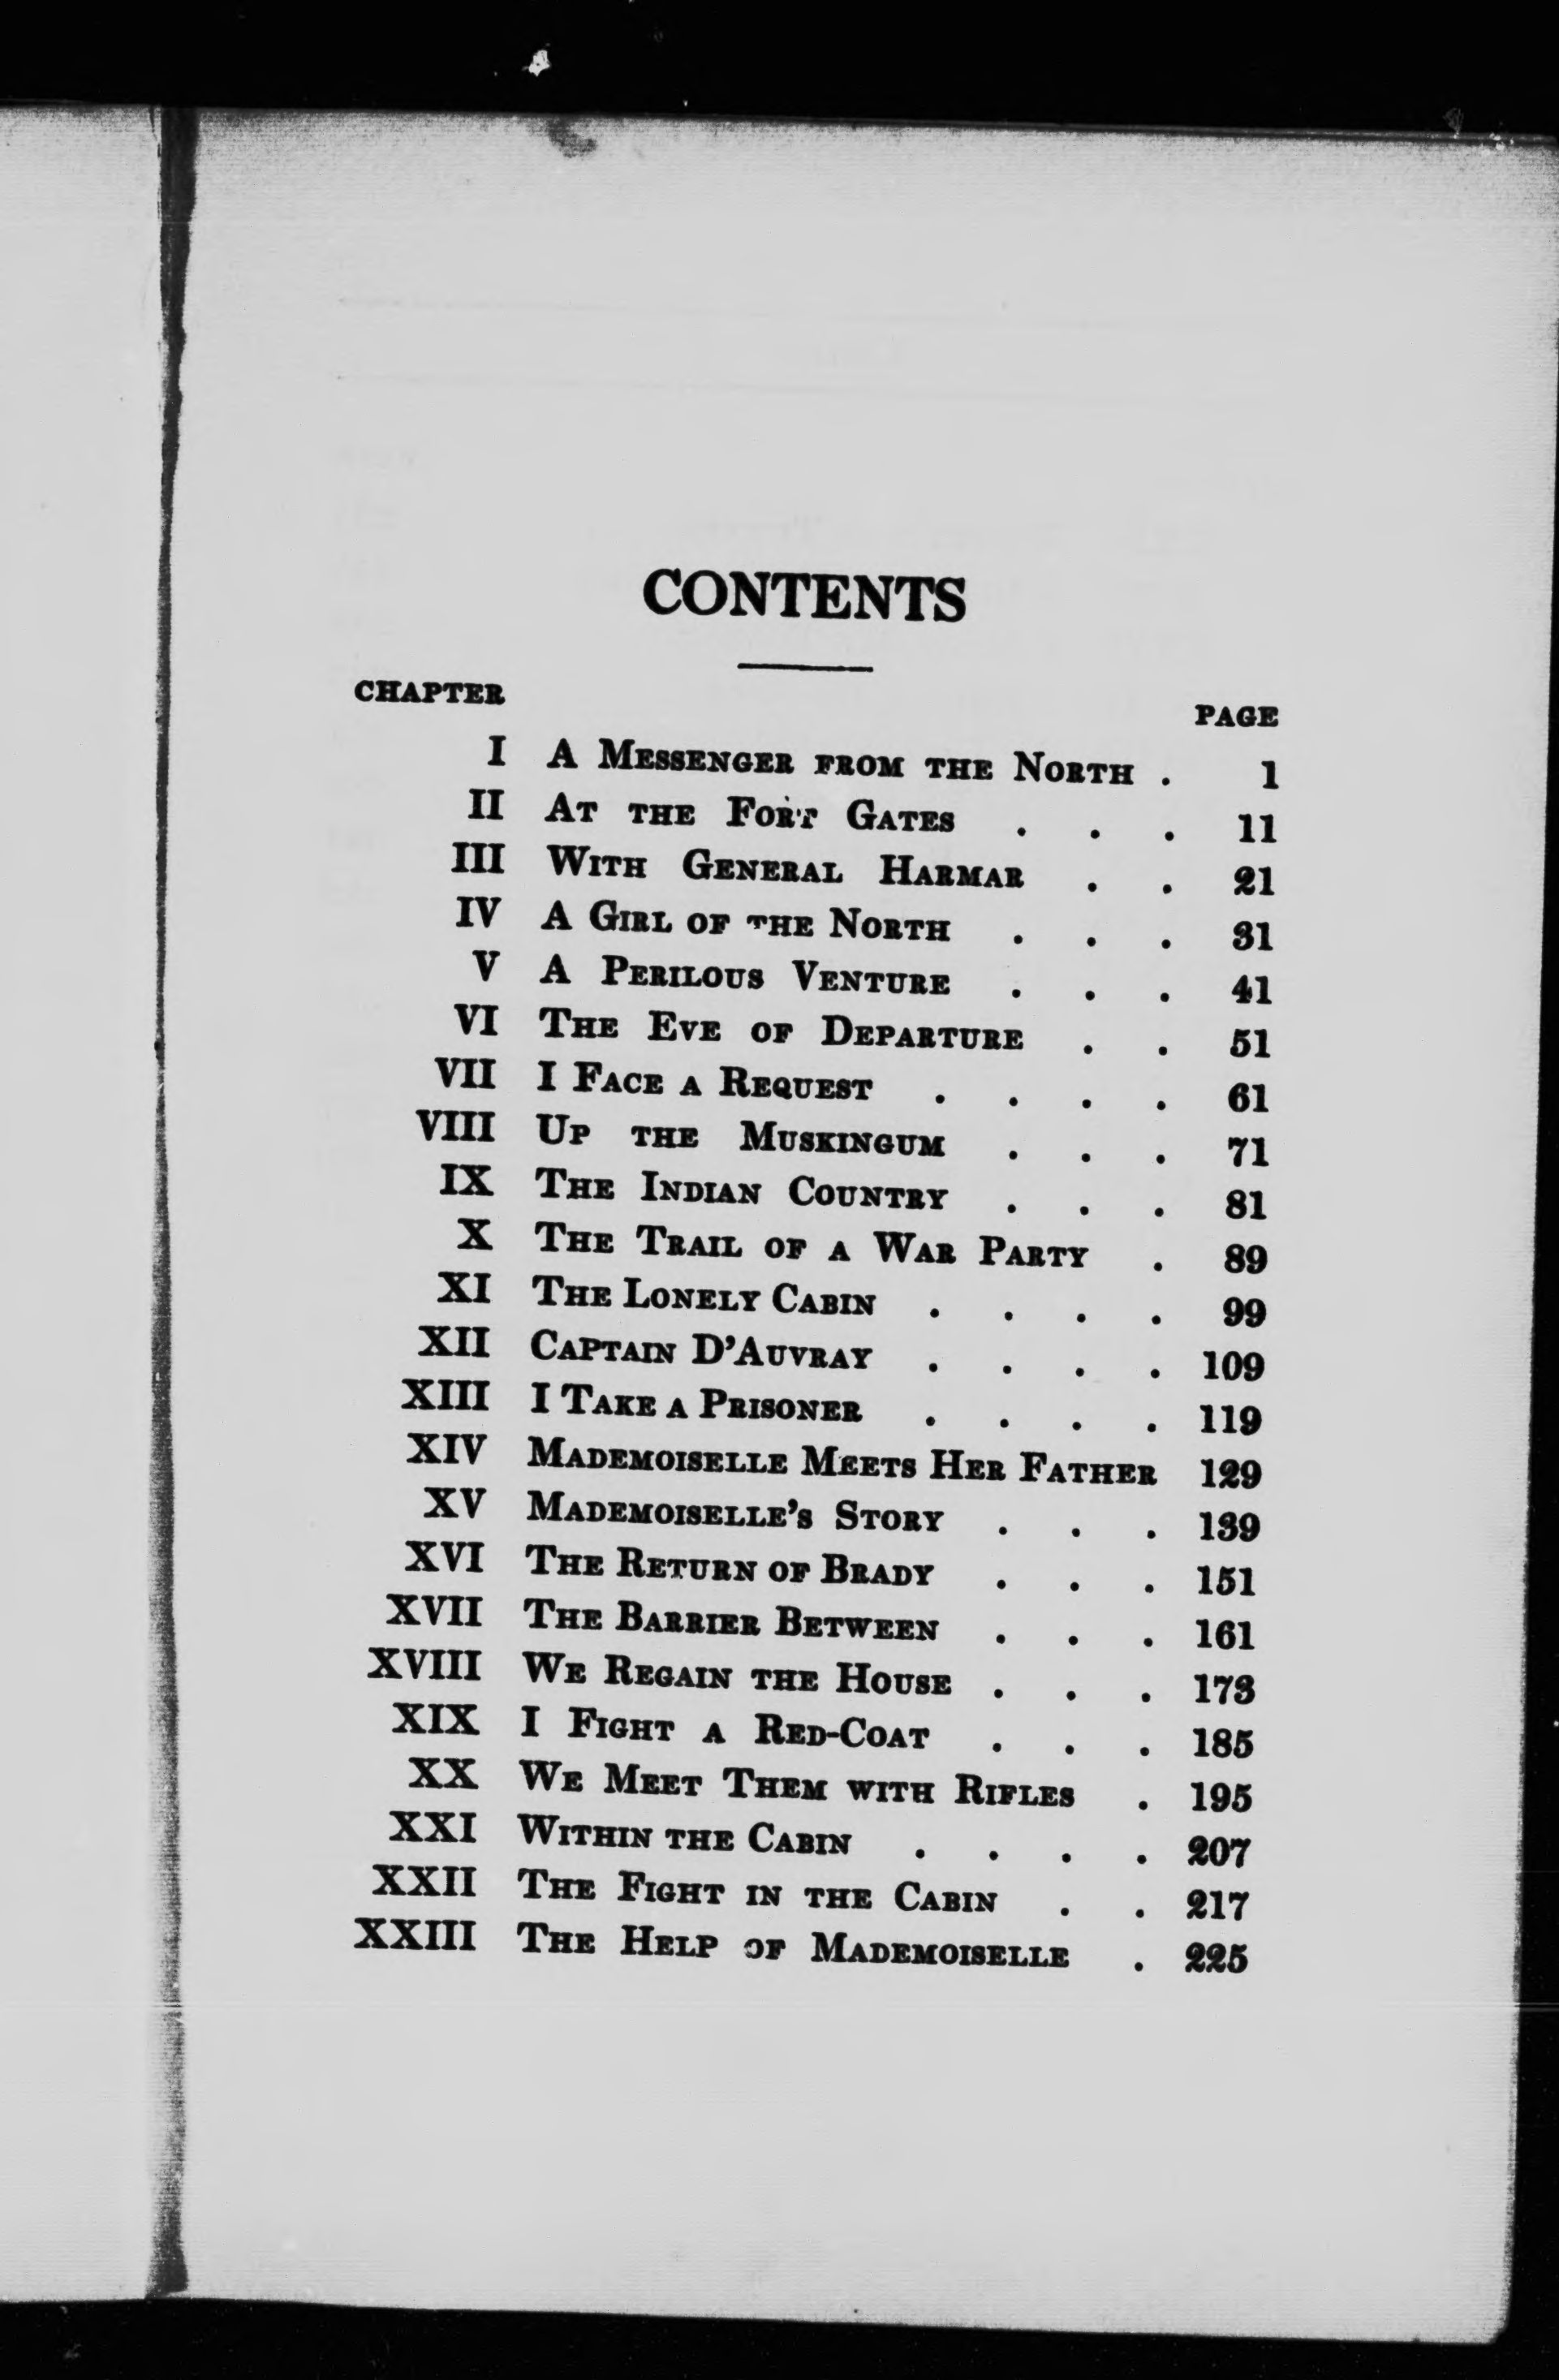 CONTENTS
CHAPTER PAGE
I A Messenger from the North . 1
II At the Fort Gates . . . 11
III With General Harmar . . 21
IV A Girl of the North . . . 31
V A Perilous Venture . . . 41
VI The Eve of Departure . . 51
VII I Face a Request . . . . 61
VIII Up the Muskingum . . . 71
IX The Indian Country . . . 81
X The Trail of a War Party . 89
XI The Lonely Cabin . . . . 99
XII Captain D'Auvray . . . . 109
XIII I Take a Prisoner . . . . 119
XIV Mademoiselle Meets Her Father 129
XV Mademoiselle's Story . . . 139
XVI The Return of Brady . . . 151
XVII The Barrier Between . . . 161
XVIII We Regain the House . . . 173
XIX I Fight a Red-Coat . . . 185
XX We Meet Them with Rifles . 195
XXI Within the Cabin . . . . 207
XXII The Fight in the Cabin . . 217
XXIII The Help of Mademoiselle . 225